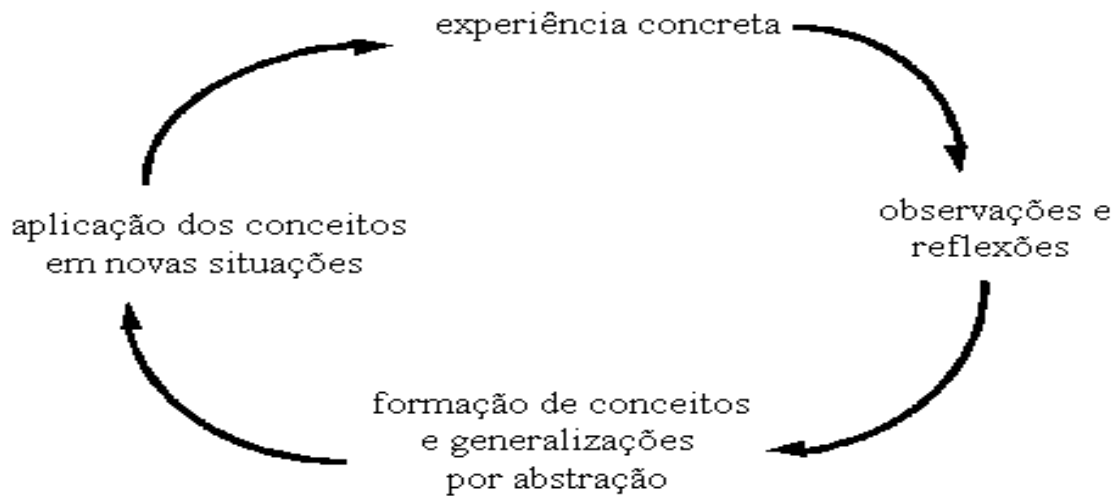 experiência concreta
observações e
reflexões
formação de conceitos
e generalizações
por abstração
aplicação dos conceitos
em novas situações